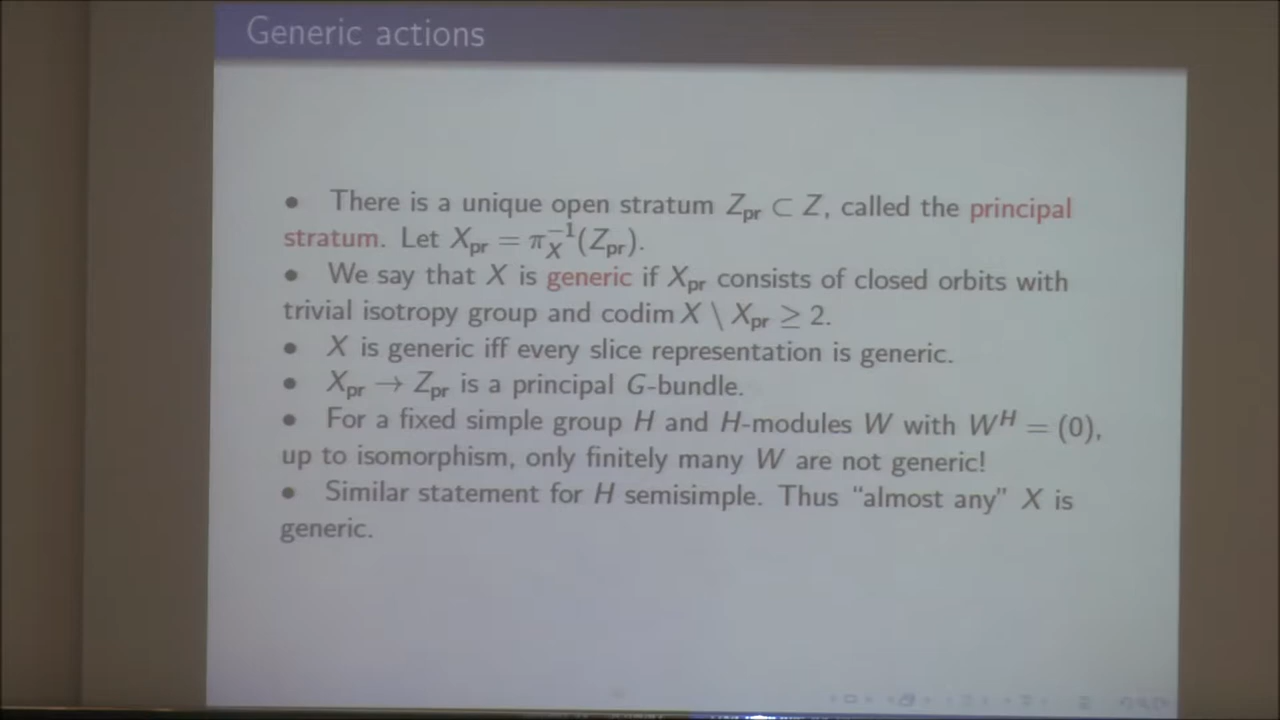 Generic actions
• There is a unique open stratum Z_pr ⊂ Z, called the principal
stratum. Let X_pr = π_X^{-1}(Z_pr).
• We say that X is generic if X_pr consists of closed orbits with
trivial isotropy group and codim X \ X_pr ≥ 2.
• X is generic iff every slice representation is generic.
• X_pr → Z_pr is a principal G-bundle.
• For a fixed simple group H and H-modules W with W^H = (0),
up to isomorphism, only finitely many W are not generic!
• Similar statement for H semisimple. Thus “almost any” X is
generic.